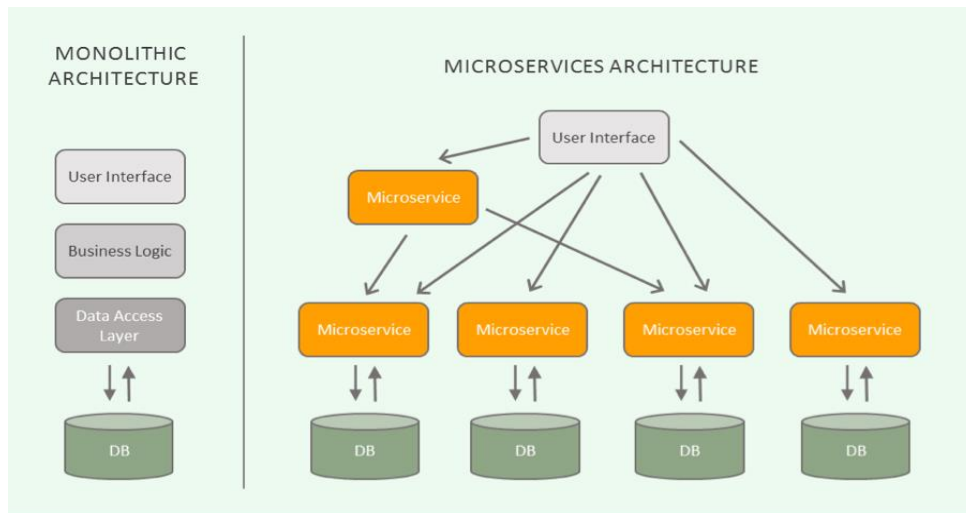 MONOLITHIC
ARCHITECTURE
User Interface
Business Logic
Data Access
Layer
DB
MICROSERVICES ARCHITECTURE
User Interface
Microservice
Microservice
Microservice
Microservice
Microservice
DB
DB
DB
DB